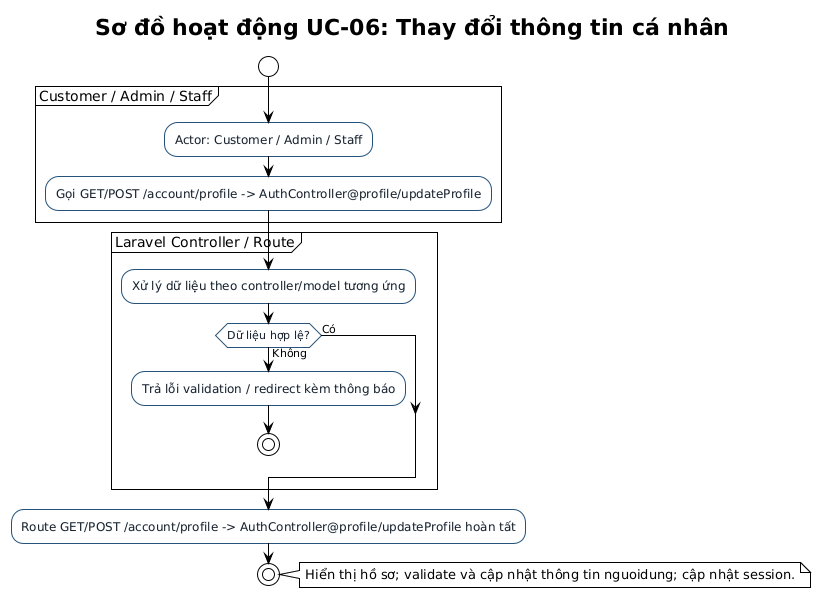 Sơ đồ hoạt động UC-06: Thay đổi thông tin cá nhân
Customer / Admin / Staff
Actor: Customer / Admin / Staff
Gọi GET/POST /account/profile -> AuthController@profile/updateProfile
Laravel Controller / Route
Xử lý dữ liệu theo controller/model tương ứng
Dữ liệu hợp lệ?
Có
Không
Trả lỗi validation / redirect kèm thông báo
Route GET/POST /account/profile -> AuthController@profile/updateProfile hoàn tất
Hiển thị hồ sơ; validate và cập nhật thông tin nguoidung; cập nhật session.